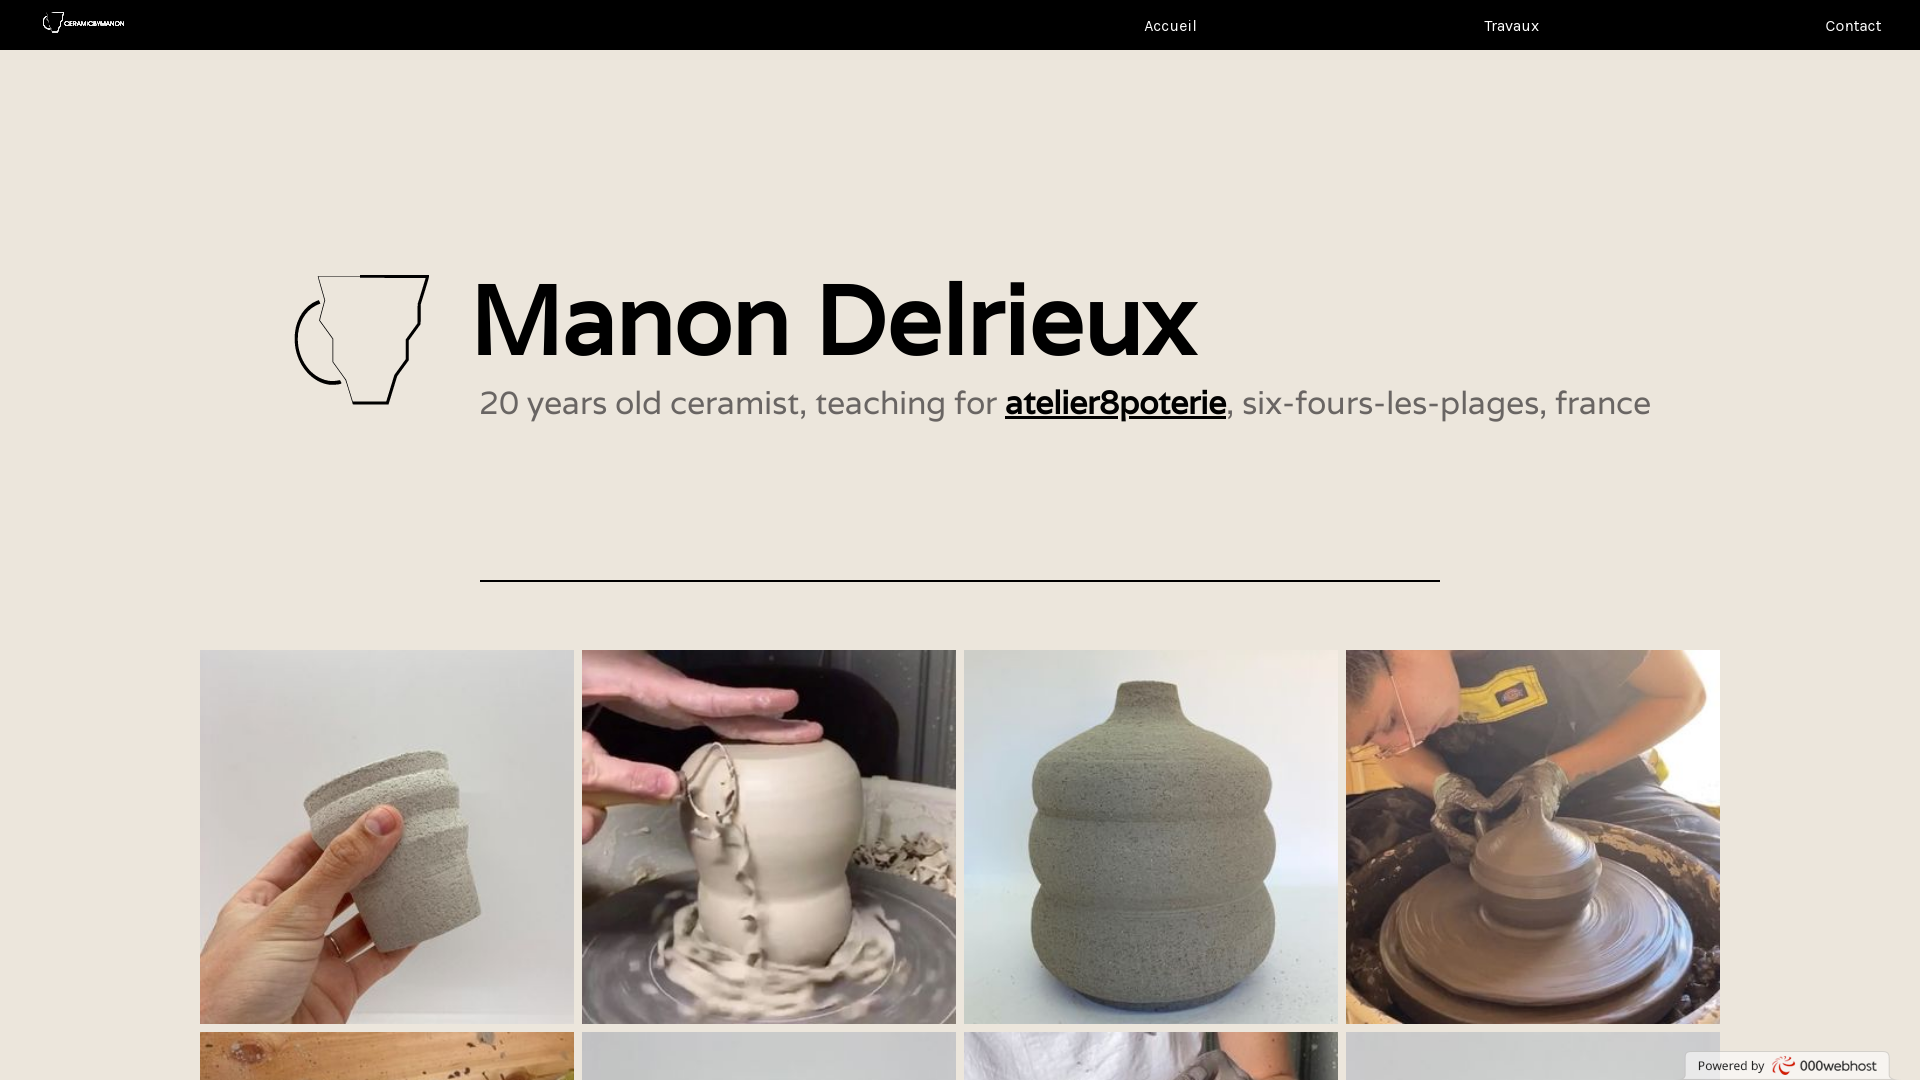 CERAMICBYMANON
Accueil
Travaux
Contact
Manon Delrieux
20 years old ceramist, teaching for atelier8poterie, six-fours-les-plages, france
Powered by 000webhost